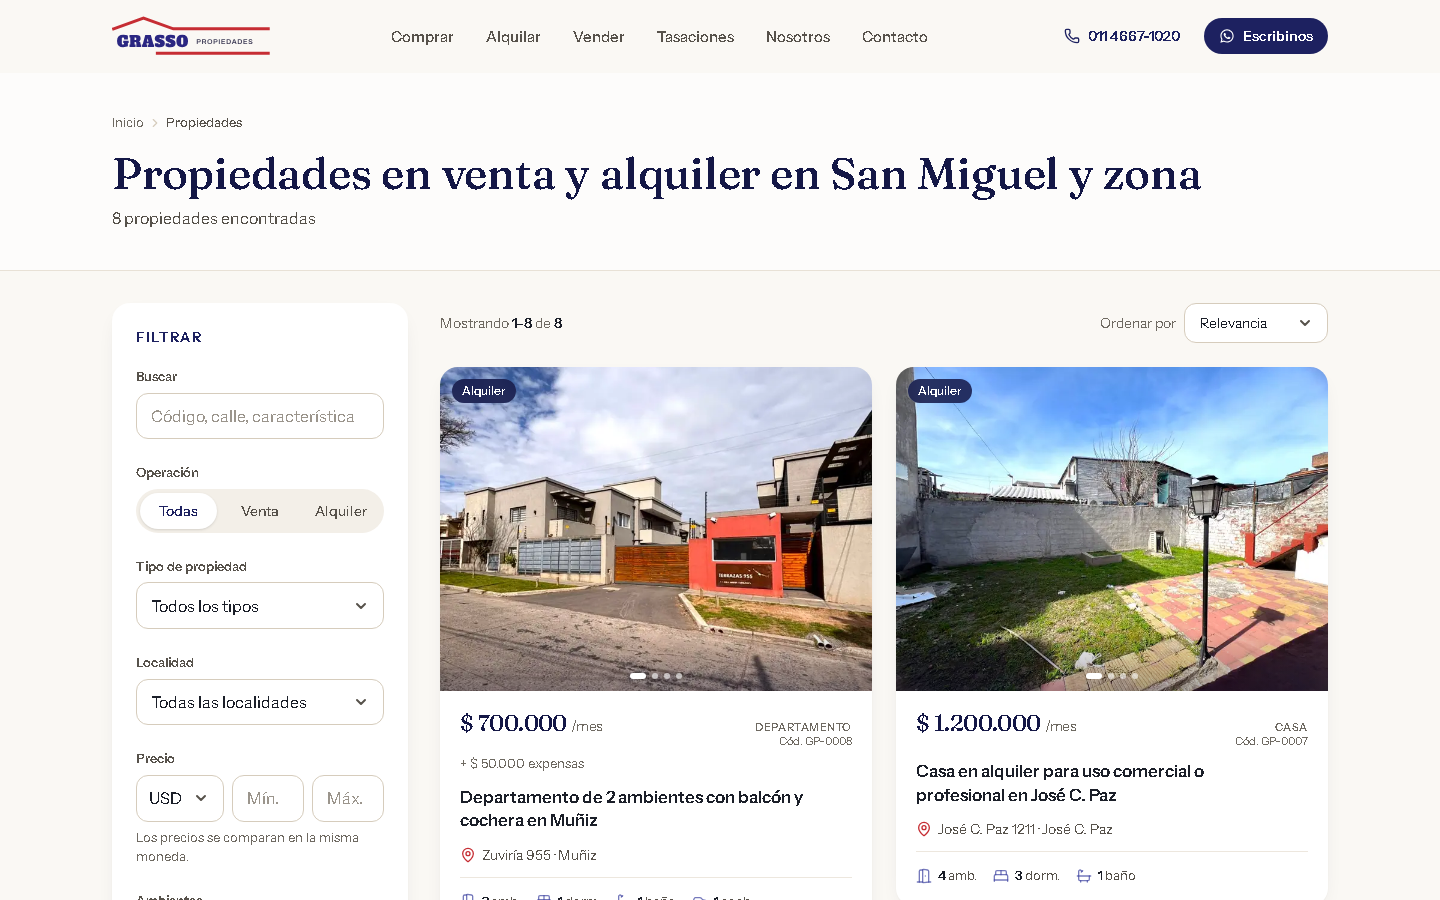 GRASSO PROPIEDADES
Comprar
Alquilar
Vender
Tasaciones
Nosotros
Contacto
011 4667-1020
Escribinos
Inicio
Propiedades
Propiedades en venta y alquiler en San Miguel y zona
8 propiedades encontradas
FILTRAR
Buscar
Código, calle, característica
Operación
Todas
Venta
Alquiler
Tipo de propiedad
Todos los tipos
Localidad
Todas las localidades
Precio
USD
Mín.
Máx.
Los precios se comparan en la misma
moneda.
Ambientes
Mostrando 1–8 de 8
Ordenar por
Relevancia
Alquiler
TERRAZAS 955
$ 700.000 /mes
DEPARTAMENTO
Cód. GP-0008
+ $ 50.000 expensas
Departamento de 2 ambientes con balcón y
cochera en Muñiz
Zuviría 955 · Muñiz
Alquiler
$ 1.200.000 /mes
CASA
Cód. GP-0007
Casa en alquiler para uso comercial o
profesional en José C. Paz
José C. Paz 1211 · José C. Paz
4 amb.
3 dorm.
1 baño